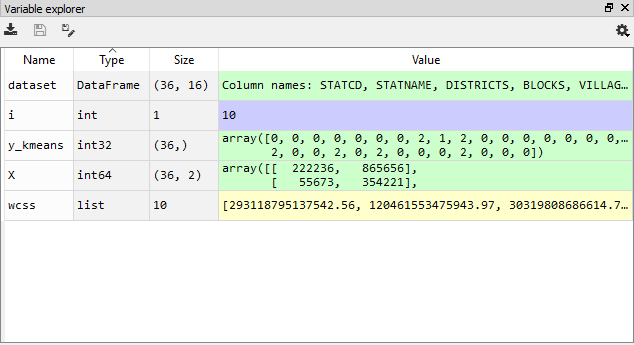 Variable explorer
Name Type Size Value
dataset DataFrame (36, 16) Column names: STATCD, STATNAME, DISTRICTS, BLOCKS, VILLAG…
i int 1 10
y_kmeans int32 (36,) array([0, 0, 0, 0, 0, 0, 0, 2, 1, 2, 0, 0, 0, 0, 0, 0, 0,…
2, 0, 0, 2, 0, 2, 0, 0, 0, 2, 0, 0, 0])
X int64 (36, 2) array([[ 222236, 865656],
[ 55673, 354221],
wcss list 10 [293118795137542.56, 120461553475943.97, 30319808686614.7…